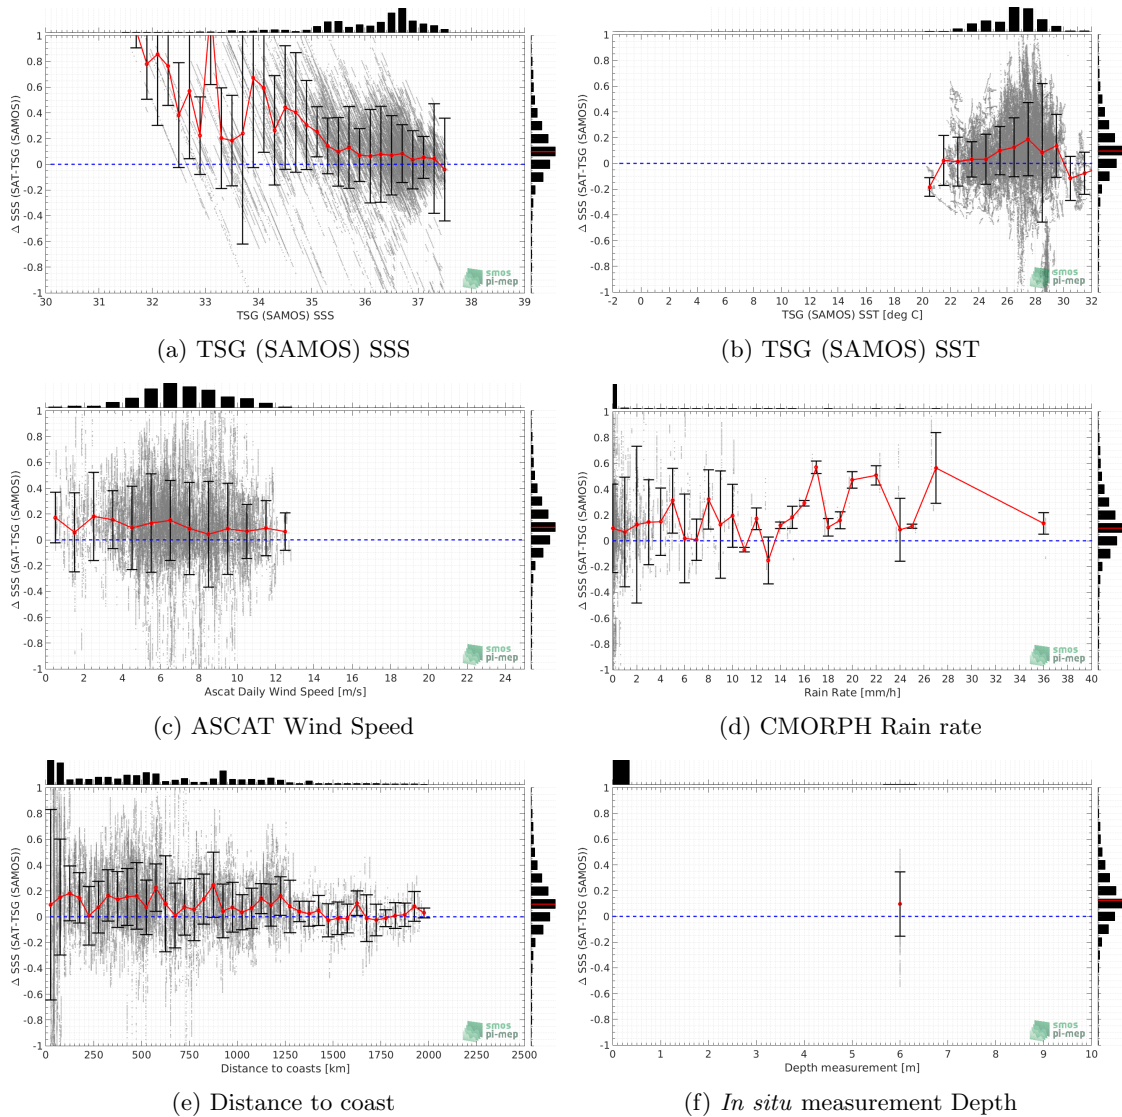 Δ SSS (SAT-TSG (SAMOS))
1
0.8
0.6
0.4
0.2
0
-0.2
-0.4
-0.6
-0.8
-1
30 31 32 33 34 35 36 37 38 39
TSG (SAMOS) SSS
smos
pi-mep
(a) TSG (SAMOS) SSS
Δ SSS (SAT-TSG (SAMOS))
1
0.8
0.6
0.4
0.2
0
-0.2
-0.4
-0.6
-0.8
-1
-2 0 2 4 6 8 10 12 14 16 18 20 22 24 26 28 30 32
TSG (SAMOS) SST [deg C]
smos
pi-mep
(b) TSG (SAMOS) SST
Δ SSS (SAT-TSG (SAMOS))
1
0.8
0.6
0.4
0.2
0
-0.2
-0.4
-0.6
-0.8
-1
0 2 4 6 8 10 12 14 16 18 20 22 24
Ascat Daily Wind Speed [m/s]
smos
pi-mep
(c) ASCAT Wind Speed
Δ SSS (SAT-TSG (SAMOS))
1
0.8
0.6
0.4
0.2
0
-0.2
-0.4
-0.6
-0.8
-1
0 2 4 6 8 10 12 14 16 18 20 22 24 26 28 30 32 34 36 38 40
Rain Rate [mm/h]
smos
pi-mep
(d) CMORPH Rain rate
Δ SSS (SAT-TSG (SAMOS))
1
0.8
0.6
0.4
0.2
0
-0.2
-0.4
-0.6
-0.8
-1
0 250 500 750 1000 1250 1500 1750 2000 2250 2500
Distance to coasts [km]
smos
pi-mep
(e) Distance to coast
Δ SSS (SAT-TSG (SAMOS))
1
0.8
0.6
0.4
0.2
0
-0.2
-0.4
-0.6
-0.8
-1
0 1 2 3 4 5 6 7 8 9 10
Depth measurement [m]
smos
pi-mep
(f) In situ measurement Depth